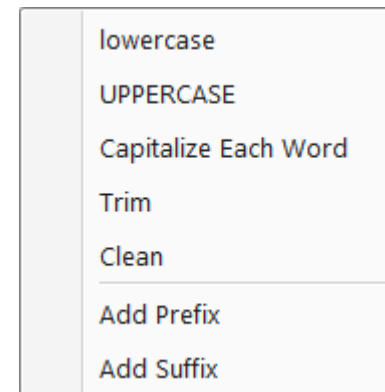 lowercase
UPPERCASE
Capitalize Each Word
Trim
Clean
Add Prefix
Add Suffix